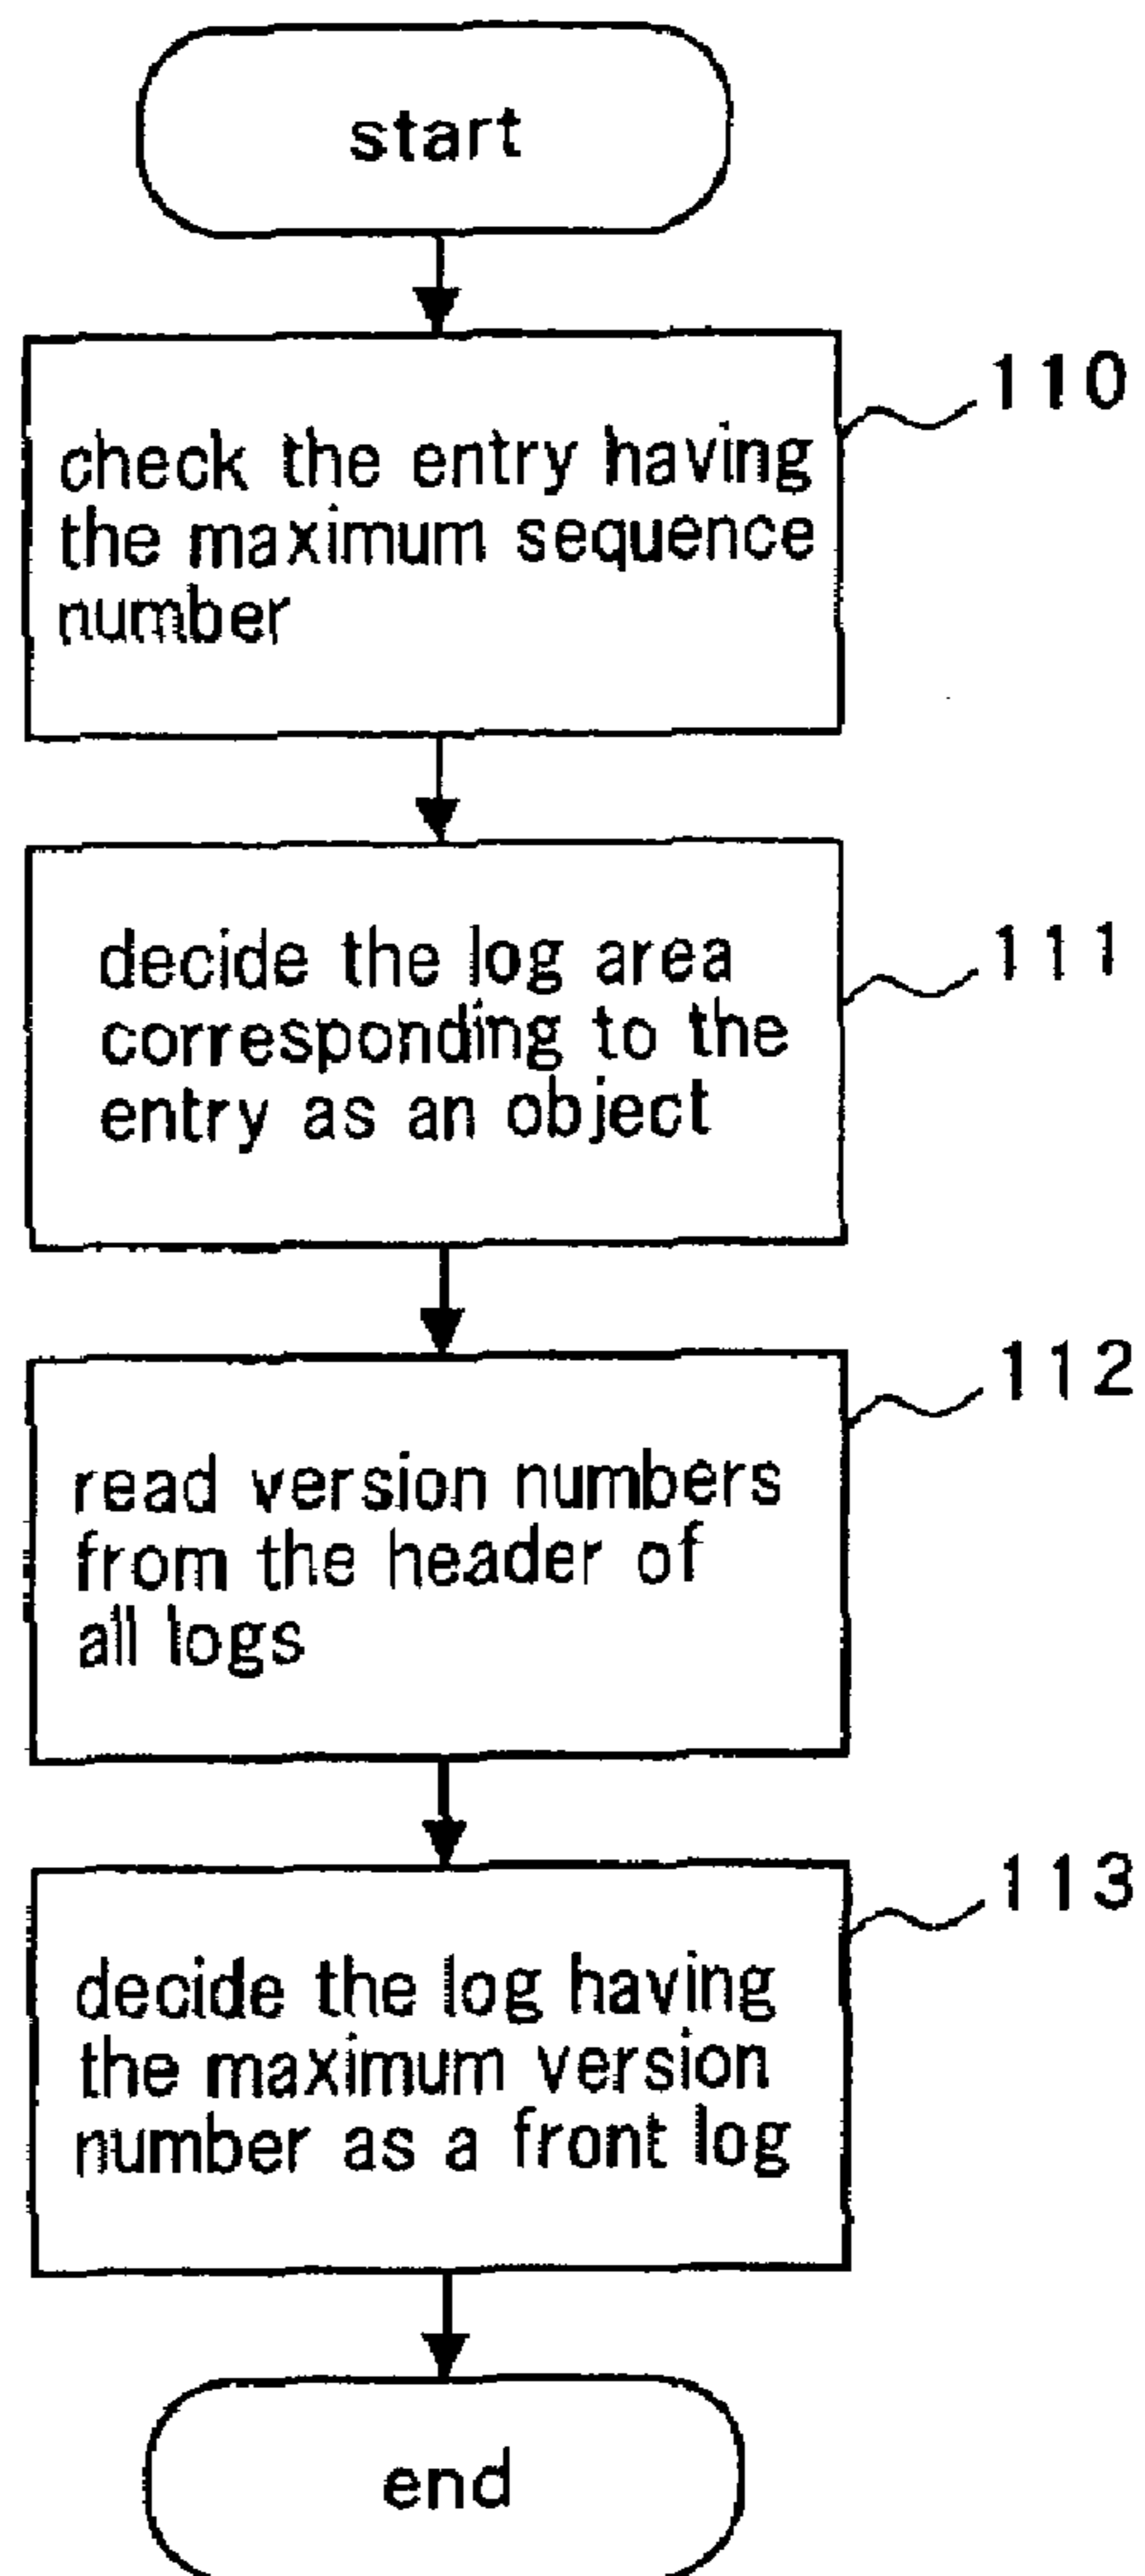 start
110
check the entry having
the maximum sequence
number
111
decide the log area
corresponding to the
entry as an object
112
read version numbers
from the header of
all logs
113
decide the log having
the maximum version
number as a front log
end